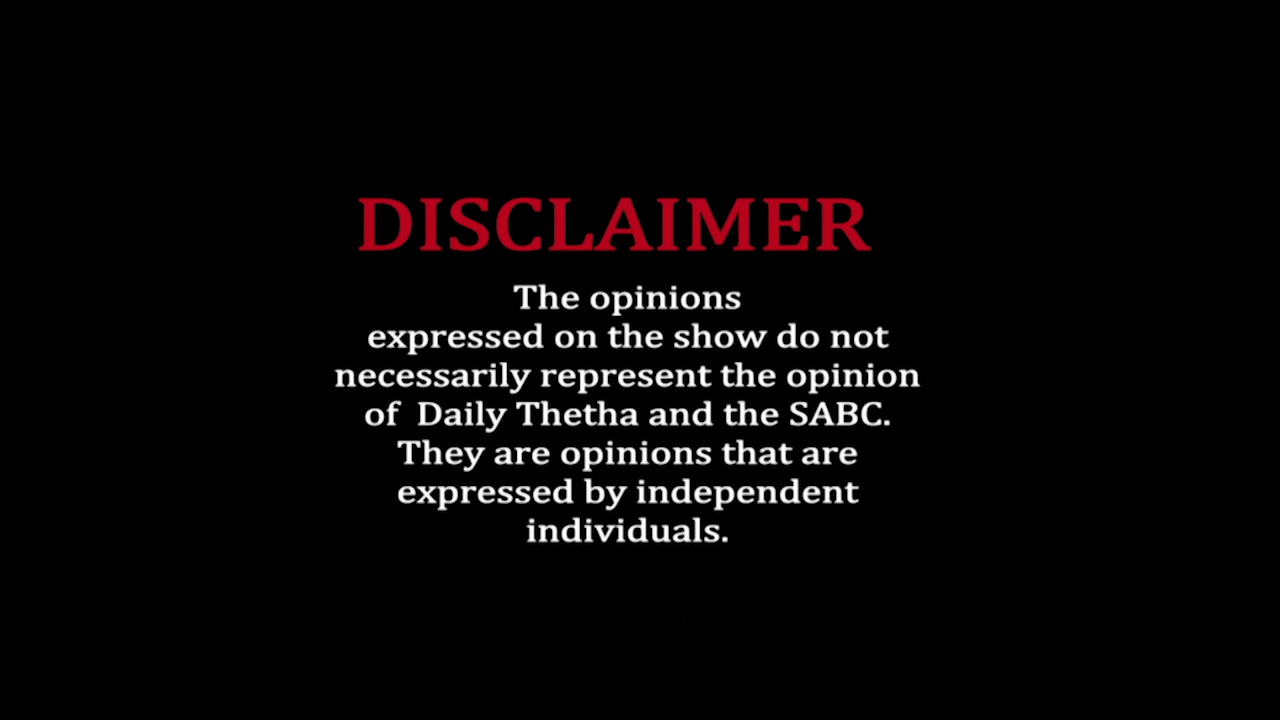 DISCLAIMER
The opinions
expressed on the show do not
necessarily represent the opinion
of  Daily Thetha and the SABC.
They are opinions that are
expressed by independent
individuals.